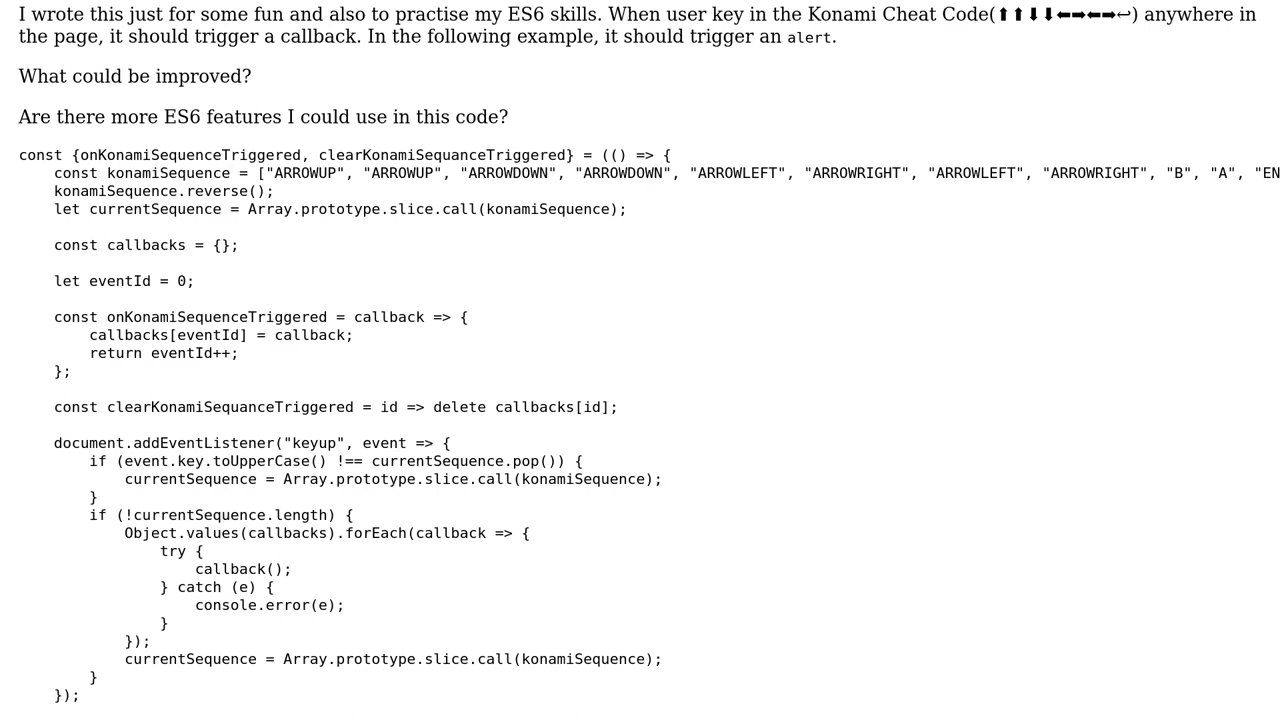 I wrote this just for some fun and also to practise my ES6 skills. When user key in the Konami Cheat Code(⬆⬆⬇⬇⬅➡⬅➡↩) anywhere in
the page, it should trigger a callback. In the following example, it should trigger an alert.
What could be improved?
Are there more ES6 features I could use in this code?
const {onKonamiSequenceTriggered, clearKonamiSequanceTriggered} = (() => {
    const konamiSequence = ["ARROWUP", "ARROWUP", "ARROWDOWN", "ARROWDOWN", "ARROWLEFT", "ARROWRIGHT", "ARROWLEFT", "ARROWRIGHT", "B", "A", "EN
    konamiSequence.reverse();
    let currentSequence = Array.prototype.slice.call(konamiSequence);
    const callbacks = {};
    let eventId = 0;
    const onKonamiSequenceTriggered = callback => {
        callbacks[eventId] = callback;
        return eventId++;
    };
    const clearKonamiSequanceTriggered = id => delete callbacks[id];
    document.addEventListener("keyup", event => {
        if (event.key.toUpperCase() !== currentSequence.pop()) {
            currentSequence = Array.prototype.slice.call(konamiSequence);
        }
        if (!currentSequence.length) {
            Object.values(callbacks).forEach(callback => {
                try {
                    callback();
                } catch (e) {
                    console.error(e);
                }
            });
            currentSequence = Array.prototype.slice.call(konamiSequence);
        }
    });